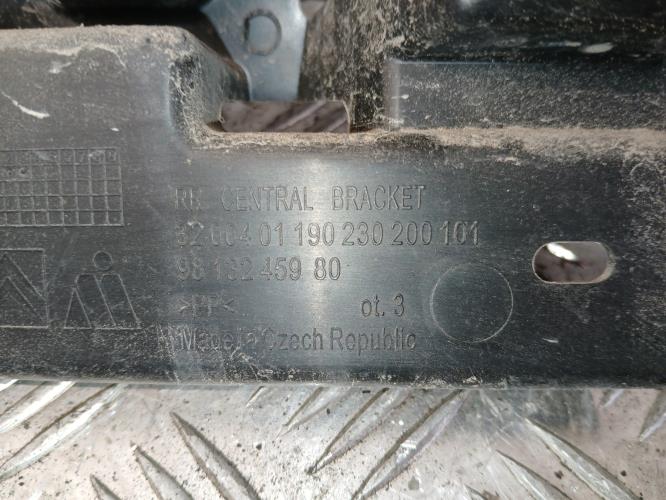 RK CENTRAL BRACKET
32 004 01 190 230 200 101
98 132 459 80
>PP< ot. 3
Made in Czech Republic